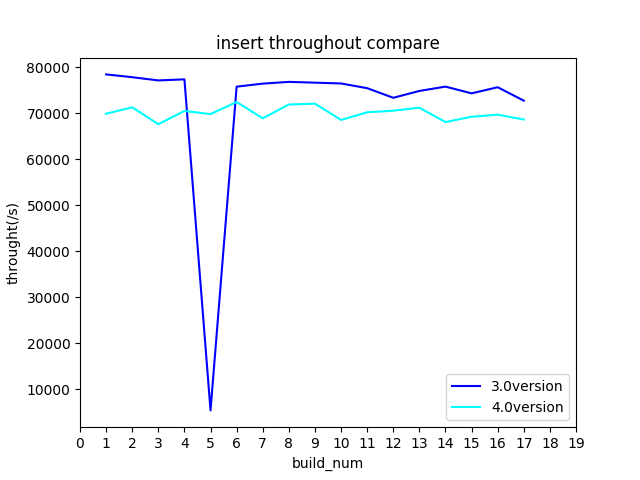 insert throughout compare
throught(/s)
80000
70000
60000
50000
40000
30000
20000
10000
3.0version
4.0version
0 1 2 3 4 5 6 7 8 9 10 11 12 13 14 15 16 17 18 19
build_num